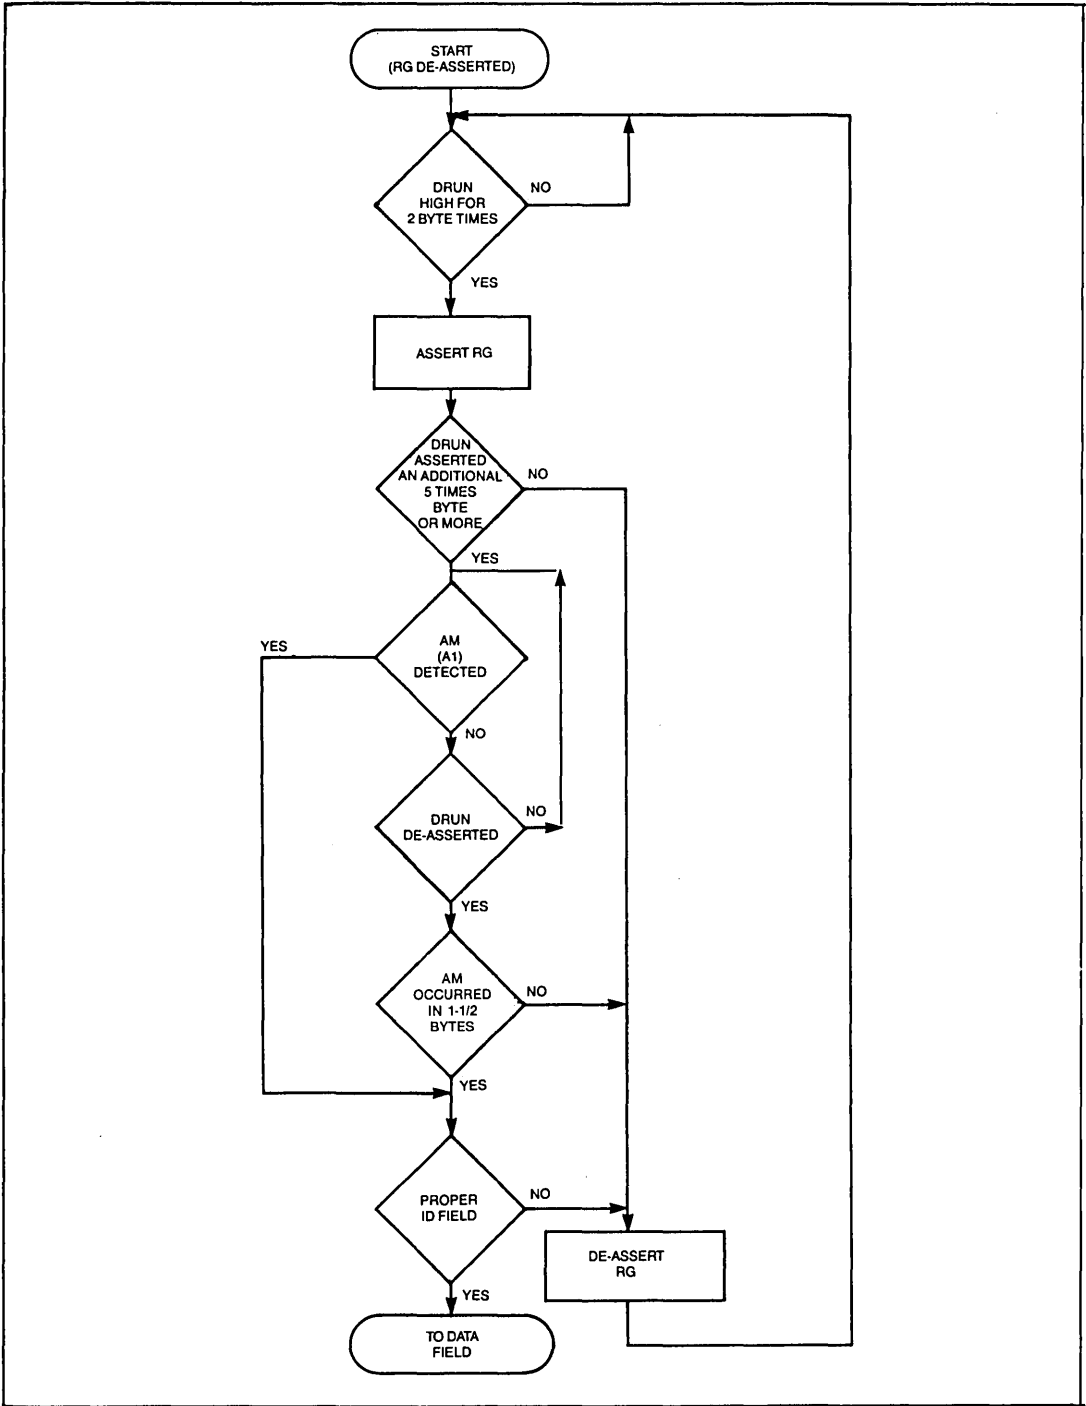 START
(RG DE-ASSERTED)
DRUN
HIGH FOR
2 BYTE TIMES
NO
YES
ASSERT RG
DRUN
ASSERTED
AN ADDITIONAL
5 TIMES
BYTE
OR MORE
NO
YES
AM
(A1)
DETECTED
YES
NO
DRUN
DE-ASSERTED
NO
YES
AM
OCCURRED
IN 1-1/2
BYTES
NO
YES
PROPER
ID FIELD
NO
YES
DE-ASSERT
RG
TO DATA
FIELD